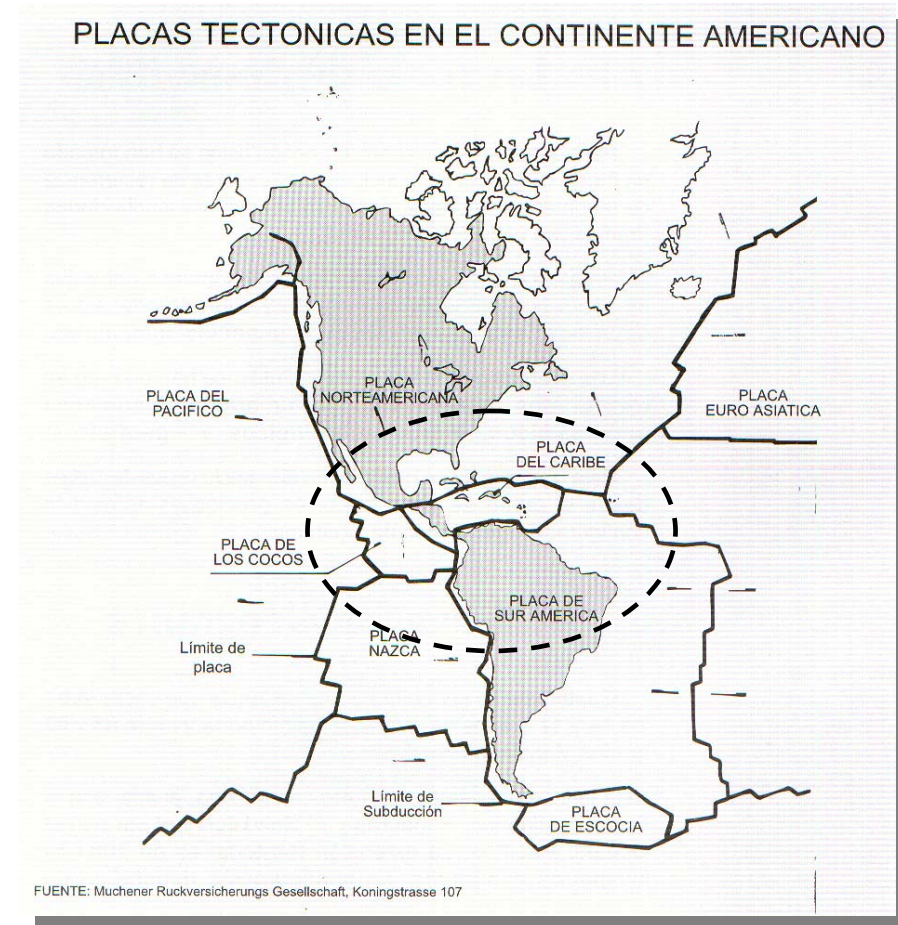 PLACAS TECTONICAS EN EL CONTINENTE AMERICANO
PLACA
NORTEAMERICANA
PLACA DEL
PACIFICO
PLACA
EURO ASIATICA
PLACA
DEL CARIBE
PLACA DE
LOS COCOS
PLACA DE
SUR AMERICA
PLACA
NAZCA
Límite de
placa
Límite de
Subducción
PLACA
DE ESCOCIA
FUENTE: Muchener Ruckversicherungs Gesellschaft, Koningstrasse 107